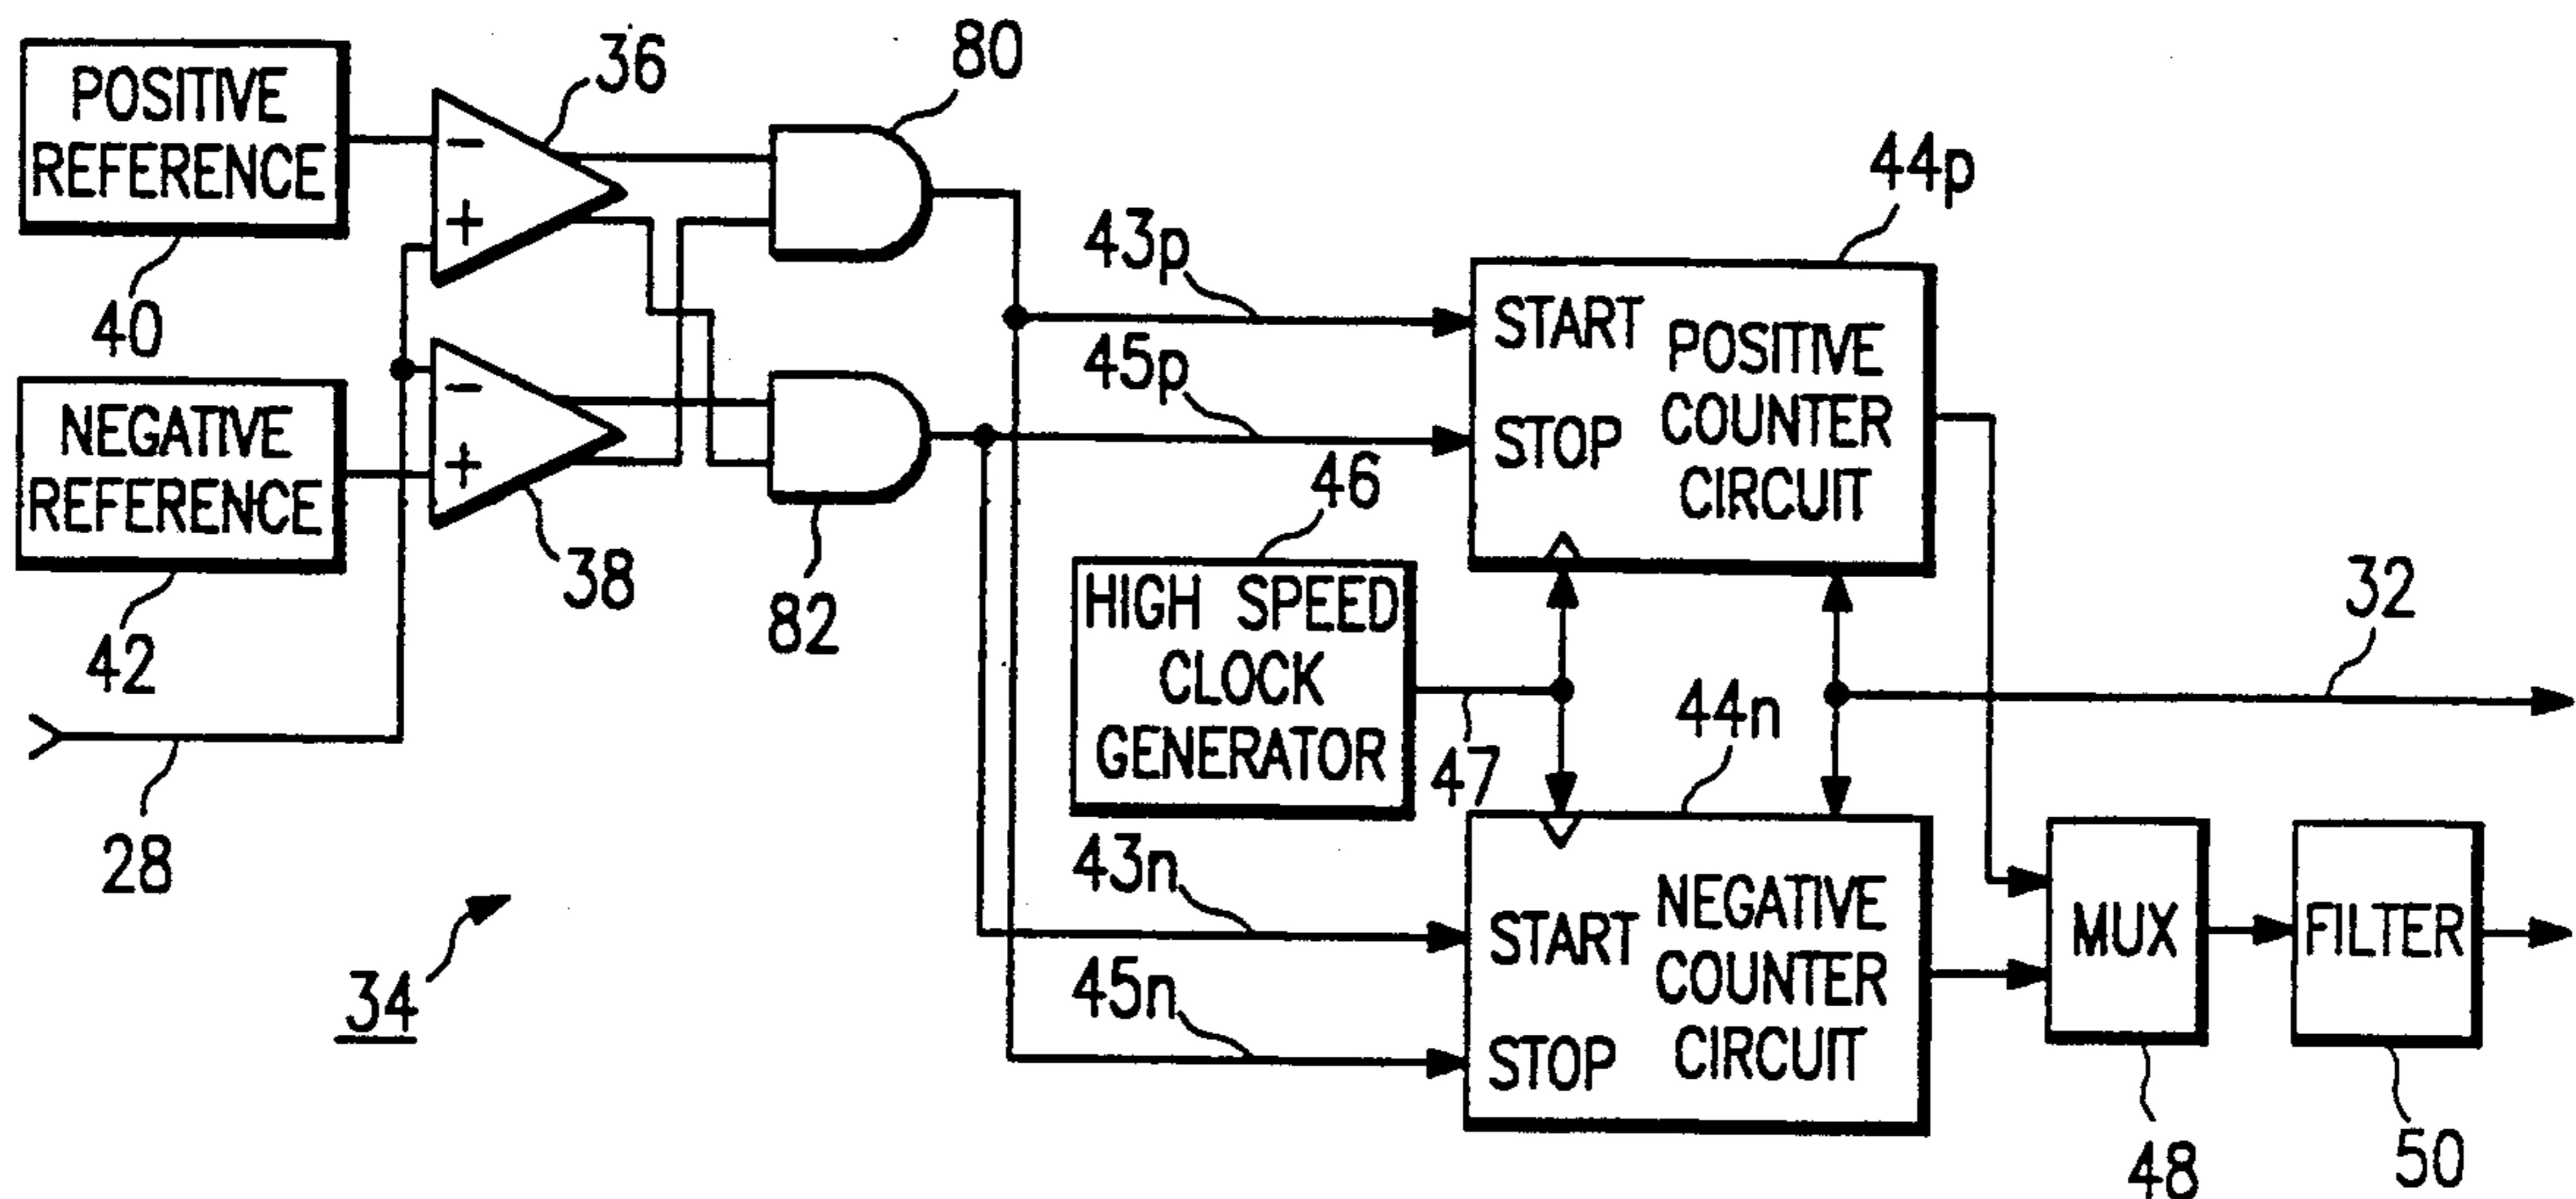 POSITIVE
REFERENCE
40
36
80
NEGATIVE
REFERENCE
42
38
82
28
34
43p
45p
44p
START
STOP
POSITIVE
COUNTER
CIRCUIT
46
HIGH SPEED
CLOCK
GENERATOR
47
32
44n
43n
45n
START
STOP
NEGATIVE
COUNTER
CIRCUIT
MUX
48
FILTER
50